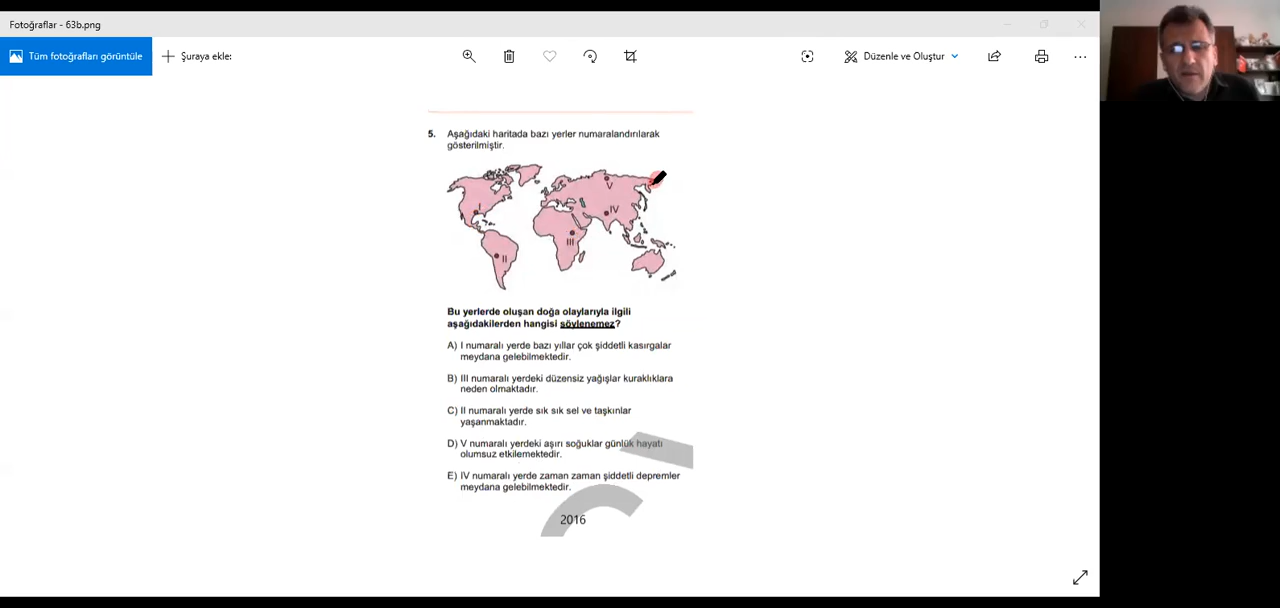 Fotoğraflar - 63b.png
Tüm fotoğrafları görüntüle
Şuraya ekle:
Düzenle ve Oluştur
5. Aşağıdaki haritada bazı yerler numaralandırılarak
gösterilmiştir.
V
I
IV
III
II
Bu yerlerde oluşan doğa olaylarıyla ilgili
aşağıdakilerden hangisi söylenemez?
A) I numaralı yerde bazı yıllar çok şiddetli kasırgalar
meydana gelebilmektedir.
B) III numaralı yerdeki düzensiz yağışlar kuraklıklara
neden olmaktadır.
C) II numaralı yerde sık sık sel ve taşkınlar
yaşanmaktadır.
D) V numaralı yerdeki aşırı soğuklar günlük hayatı
olumsuz etkilemektedir.
E) IV numaralı yerde zaman zaman şiddetli depremler
meydana gelebilmektedir.
2016